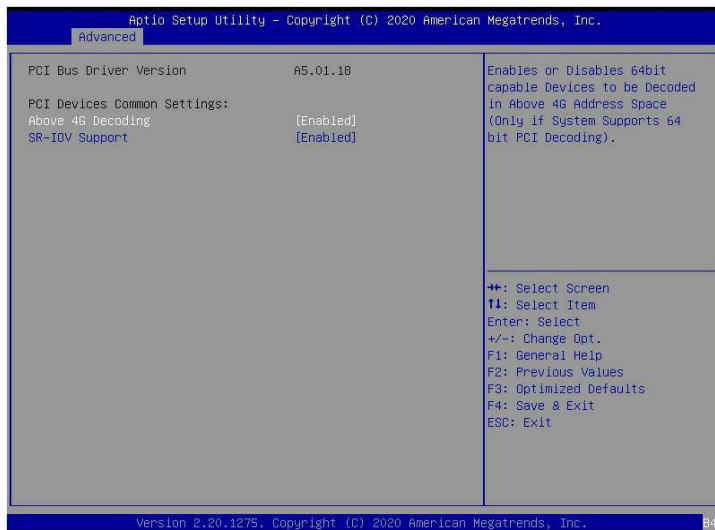 Aptio Setup Utility – Copyright (C) 2020 American Megatrends, Inc.
Advanced
PCI Bus Driver Version A5.01.18
PCI Devices Common Settings:
Above 4G Decoding [Enabled]
SR-IOV Support [Enabled]
Enables or Disables 64bit
capable Devices to be Decoded
in Above 4G Address Space
(Only if System Supports 64
bit PCI Decoding).
→←: Select Screen
↑↓: Select Item
Enter: Select
+/-: Change Opt.
F1: General Help
F2: Previous Values
F3: Optimized Defaults
F4: Save & Exit
ESC: Exit
Version 2.20.1275. Copyright (C) 2020 American Megatrends, Inc.